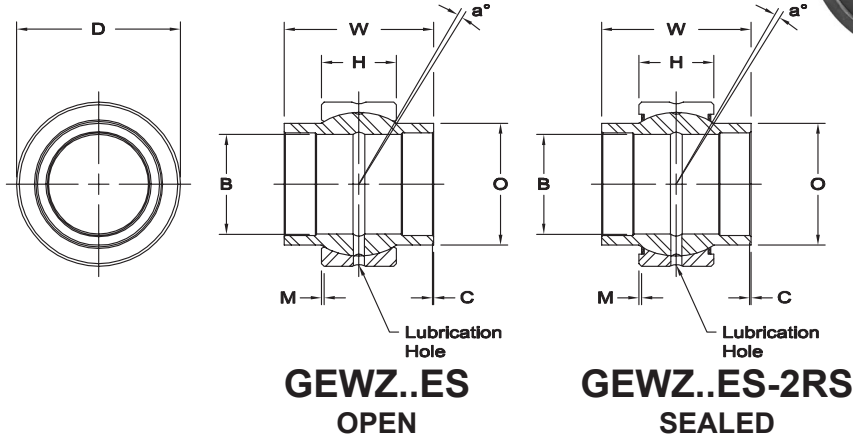 D
W
H
a°
B
O
M
C
Lubrication
Hole
GEWZ..ES
OPEN
W
H
a°
B
O
M
C
Lubrication
Hole
GEWZ..ES-2RS
SEALED